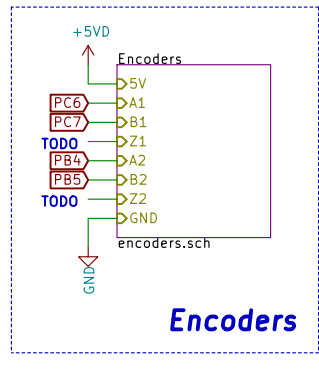 +5VD
Encoders
5V
PC6 A1
PC7 B1
TODO Z1
PB4 A2
PB5 B2
TODO Z2
GND
encoders.sch
GND
Encoders